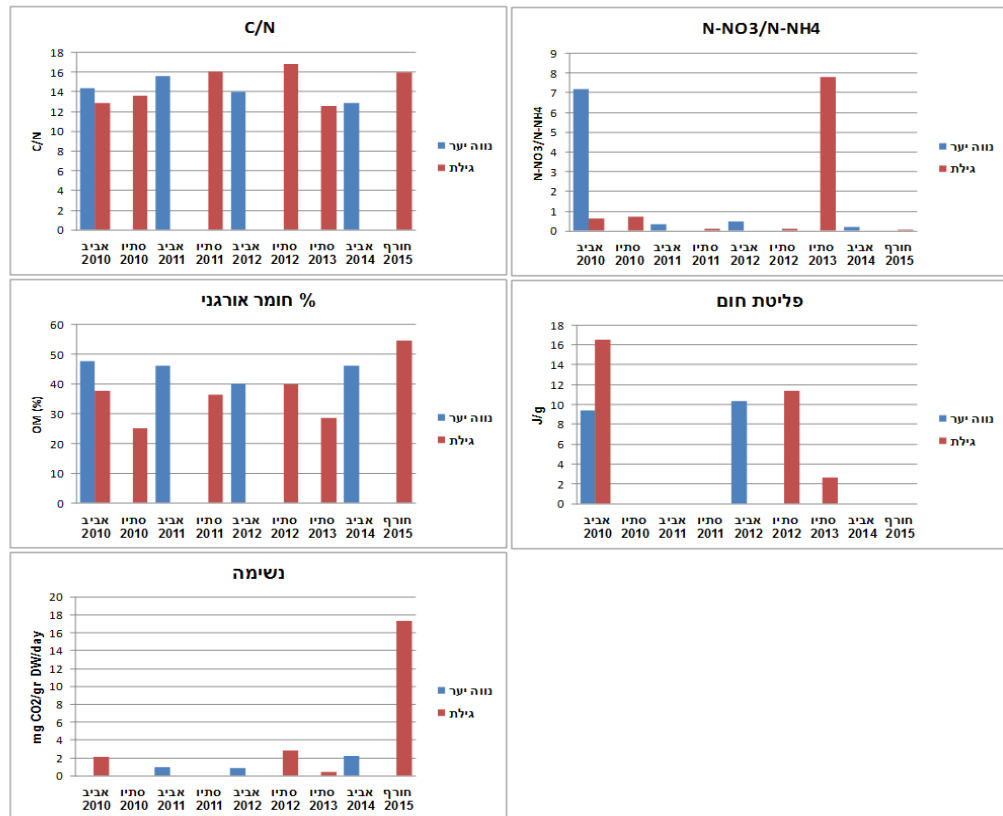 C/N
18
16
14
12
10
8
6
4
2
0
C/N
אביב 2010
סתיו 2010
אביב 2011
סתיו 2011
אביב 2012
סתיו 2012
סתיו 2013
אביב 2014
חורף 2015
נווה יער
גילת
N-NO3/N-NH4
9
8
7
6
5
4
3
2
1
0
N-NO3/N-NH4
אביב 2010
סתיו 2010
אביב 2011
סתיו 2011
אביב 2012
סתיו 2012
סתיו 2013
אביב 2014
חורף 2015
נווה יער
גילת
% חומר אורגני
60
50
40
30
20
10
0
OM (%)
אביב 2010
סתיו 2010
אביב 2011
סתיו 2011
אביב 2012
סתיו 2012
סתיו 2013
אביב 2014
חורף 2015
נווה יער
גילת
פליטת חום
18
16
14
12
10
8
6
4
2
0
J/g
אביב 2010
סתיו 2010
אביב 2011
סתיו 2011
אביב 2012
סתיו 2012
סתיו 2013
אביב 2014
חורף 2015
נווה יער
גילת
נשימה
20
18
16
14
12
10
8
6
4
2
0
mg CO2/gr DW/day
אביב 2010
סתיו 2010
אביב 2011
סתיו 2011
אביב 2012
סתיו 2012
סתיו 2013
אביב 2014
חורף 2015
נווה יער
גילת